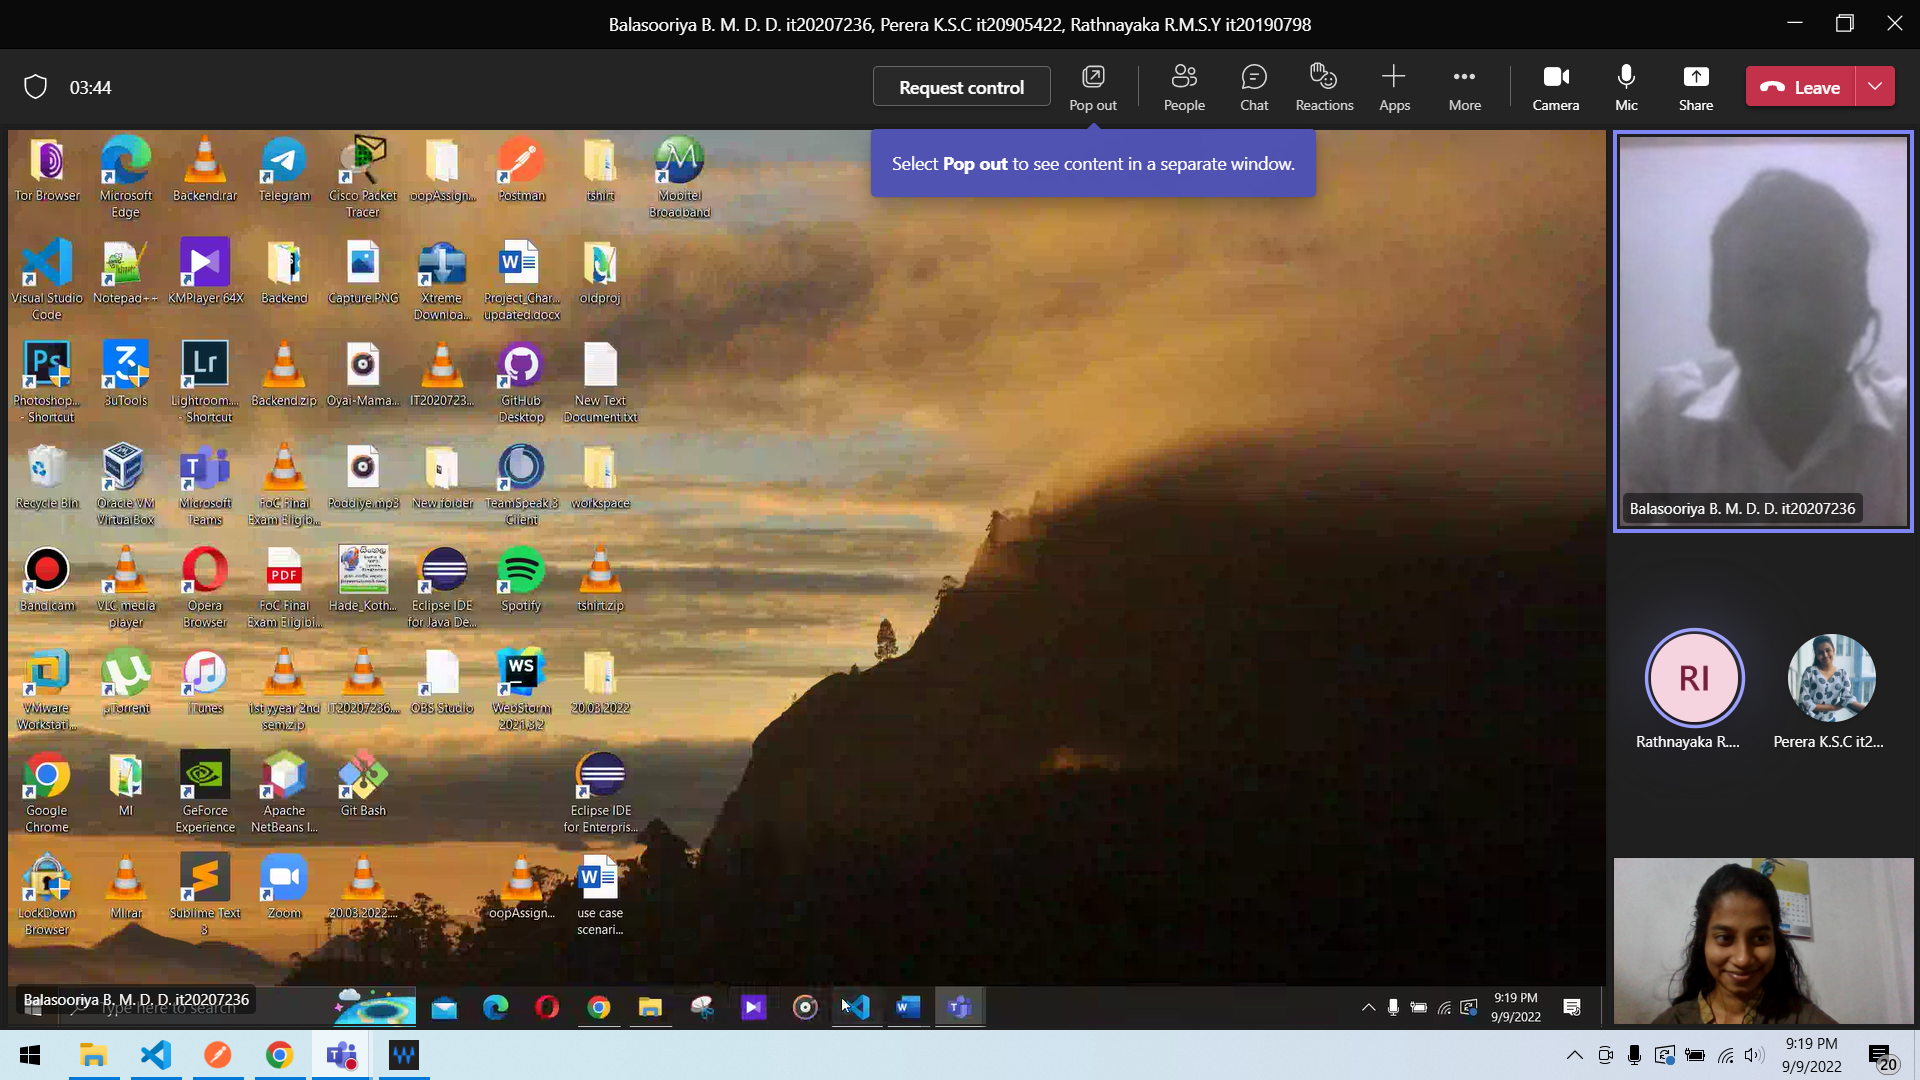 Balasooriya B. M. D. D. it20207236, Perera K.S.C it20905422, Rathnayaka R.M.S.Y it20190798
03:44
Request control
Pop out
People
Chat
Reactions
Apps
More
Camera
Mic
Share
Leave
Select Pop out to see content in a separate window.
Tor Browser
Microsoft
Edge
Backend.rar
Telegram
Cisco Packet
Tracer
oopAssign...
Postman
tshirt
Mobitel
Broadband
Visual Studio
Code
Notepad++
KMPlayer 64X
Backend
Capture.PNG
Xtreme
Downloa...
Project_Char...
updated.docx
oldproj
Photoshop...
- Shortcut
3uTools
Lightroom...
- Shortcut
Backend.zip
Oyai-Mama...
IT2020723...
GitHub
Desktop
New Text
Document.txt
Recycle Bin
Oracle VM
VirtualBox
Microsoft
Teams
FoC Final
Exam Eligib...
Poddiye.mp3
New folder
TeamSpeak 3
Client
workspace
Bandicam
VLC media
player
Opera
Browser
PDF
FoC Final
Exam Eligibi...
Hade_Koth...
Eclipse IDE
for Java De...
Spotify
tshirt.zip
VMware
Workstati...
µTorrent
iTunes
1st yyear 2nd
sem.zip
IT20207236...
OBS Studio
WS
WebStorm
2021.3.2
20.03.2022
Google
Chrome
MI
GeForce
Experience
Apache
NetBeans I...
Git Bash
Eclipse IDE
for Enterpris...
LockDown
Browser
MI.rar
Sublime Text
3
Zoom
20.03.2022....
oopAssign...
use case
scenari...
Balasooriya B. M. D. D. it20207236
Type here to search
9:19 PM
9/9/2022
Balasooriya B. M. D. D. it20207236
RI
Rathnayaka R....
Perera K.S.C it2...
9:19 PM
9/9/2022
20